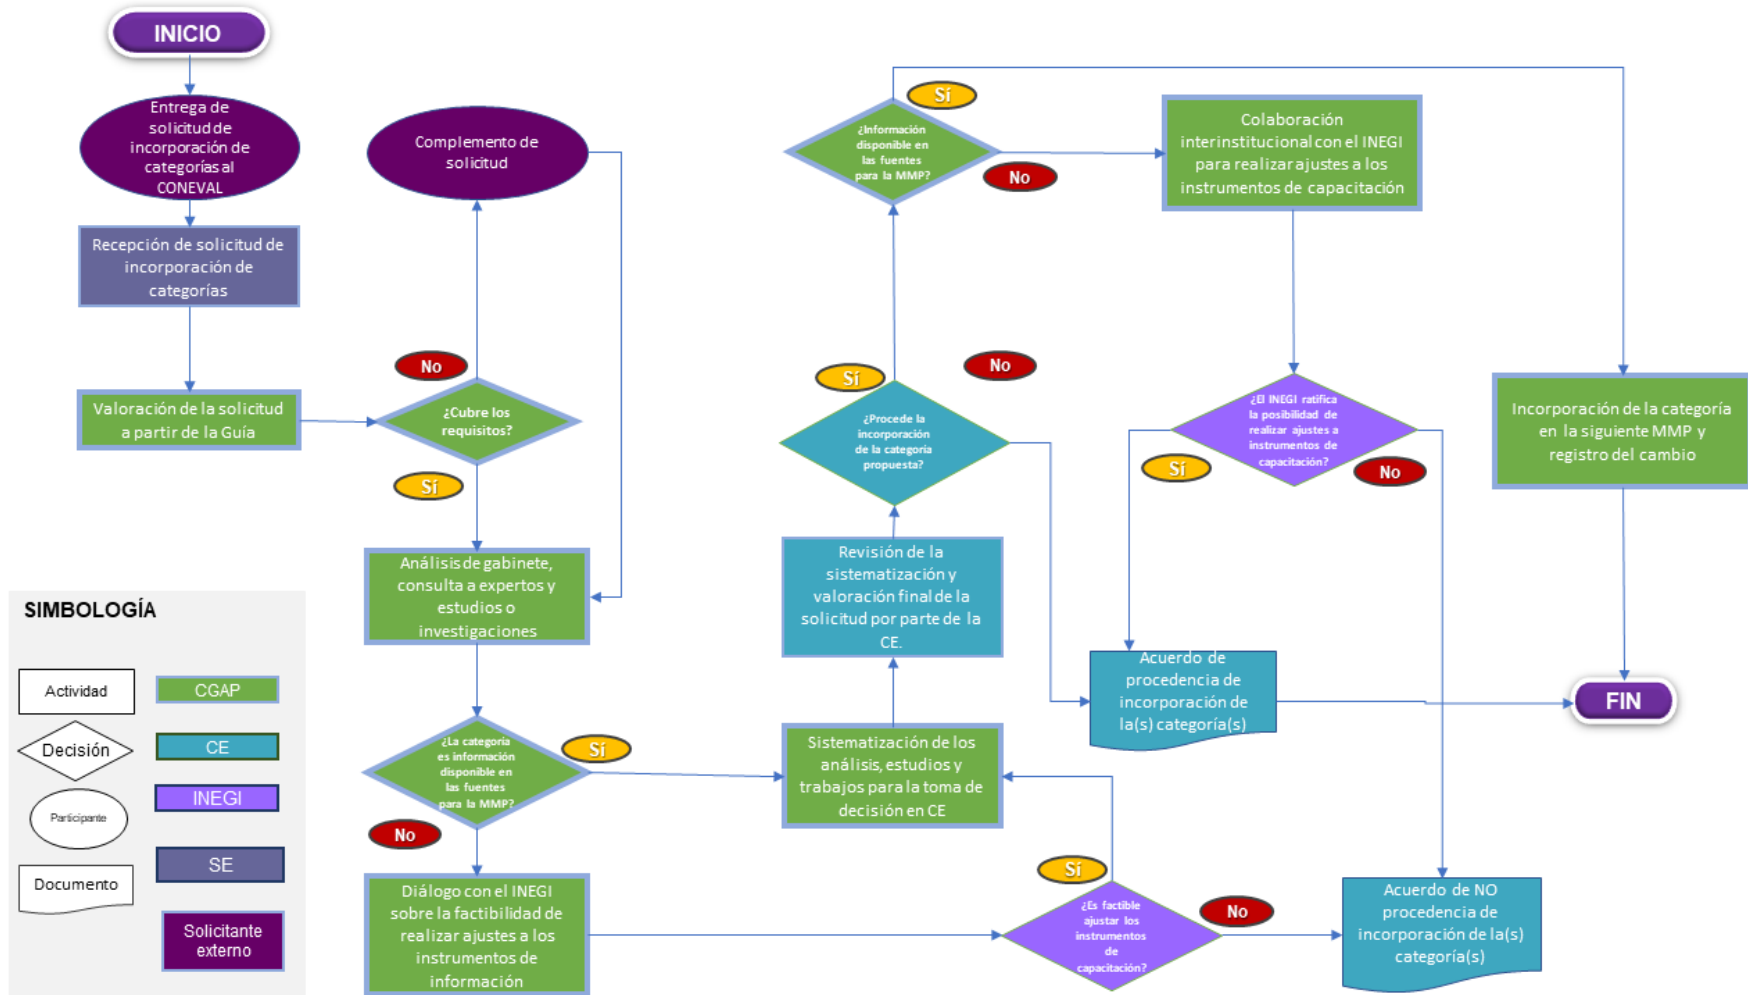 INICIO
Entrega de
solicitud de
incorporación de
categorías al
CONEVAL
Recepción de solicitud de
incorporación de
categorías
Valoración de la solicitud
a partir de la Guía
Complemento de
solicitud
No
¿Cubre los
requisitos?
Sí
Análisis de gabinete,
consulta a expertos y
estudios o
investigaciones
¿La categoría
es información
disponible en
las fuentes
para la MMP?
Sí
No
Diálogo con el INEGI
sobre la factibilidad de
realizar ajustes a los
instrumentos de
información
Sí
¿Información
disponible en
las fuentes
para la MMP?
No
Colaboración
interinstitucional con el INEGI
para realizar ajustes a los
instrumentos de capacitación
Sí
No
¿Procede la
incorporación
de la categoría
propuesta?
Revisión de la
sistematización y
valoración final de la
solicitud por parte de la
CE.
Sistematización de los
análisis, estudios y
trabajos para la toma de
decisión en CE
¿El INEGI ratifica
la posibilidad de
realizar ajustes a
instrumentos de
capacitación?
Sí
No
Incorporación de la categoría
en la siguiente MMP y
registro del cambio
Acuerdo de
procedencia de
incorporación de
la(s) categoría(s)
FIN
Sí
¿Es factible
ajustar los
instrumentos
de
capacitación?
No
Acuerdo de NO
procedencia de
incorporación de la(s)
categoría(s)
SIMBOLOGÍA
Actividad
CGAP
Decisión
CE
INEGI
Participante
SE
Documento
Solicitante
externo